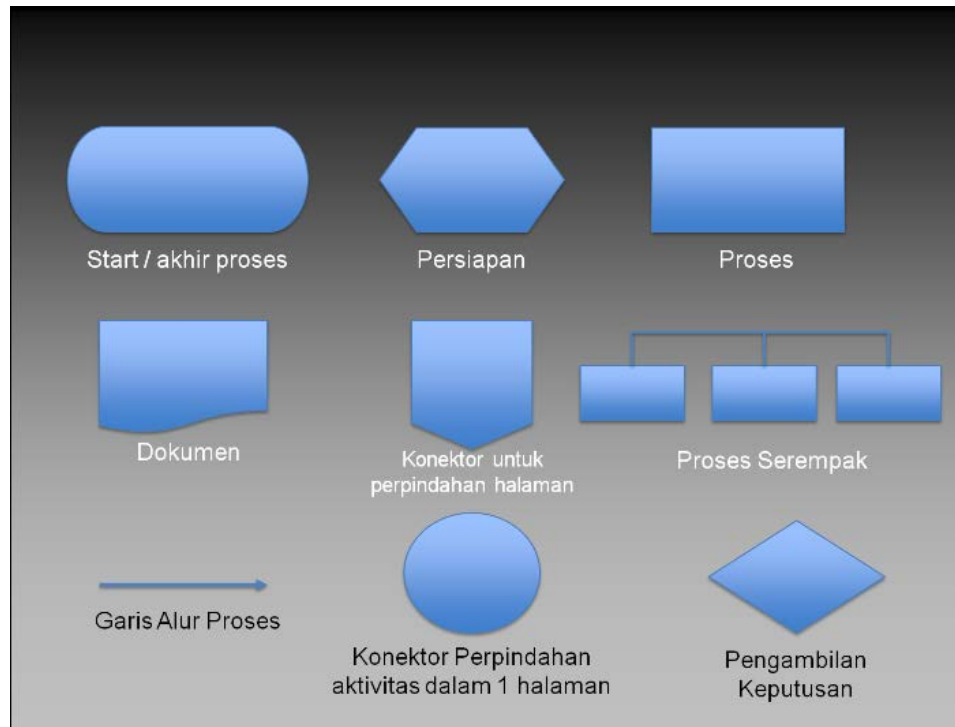 Start / akhir proses
Persiapan
Proses
Dokumen
Konektor untuk
perpindahan halaman
Proses Serempak
Garis Alur Proses
Konektor Perpindahan
aktivitas dalam 1 halaman
Pengambilan
Keputusan